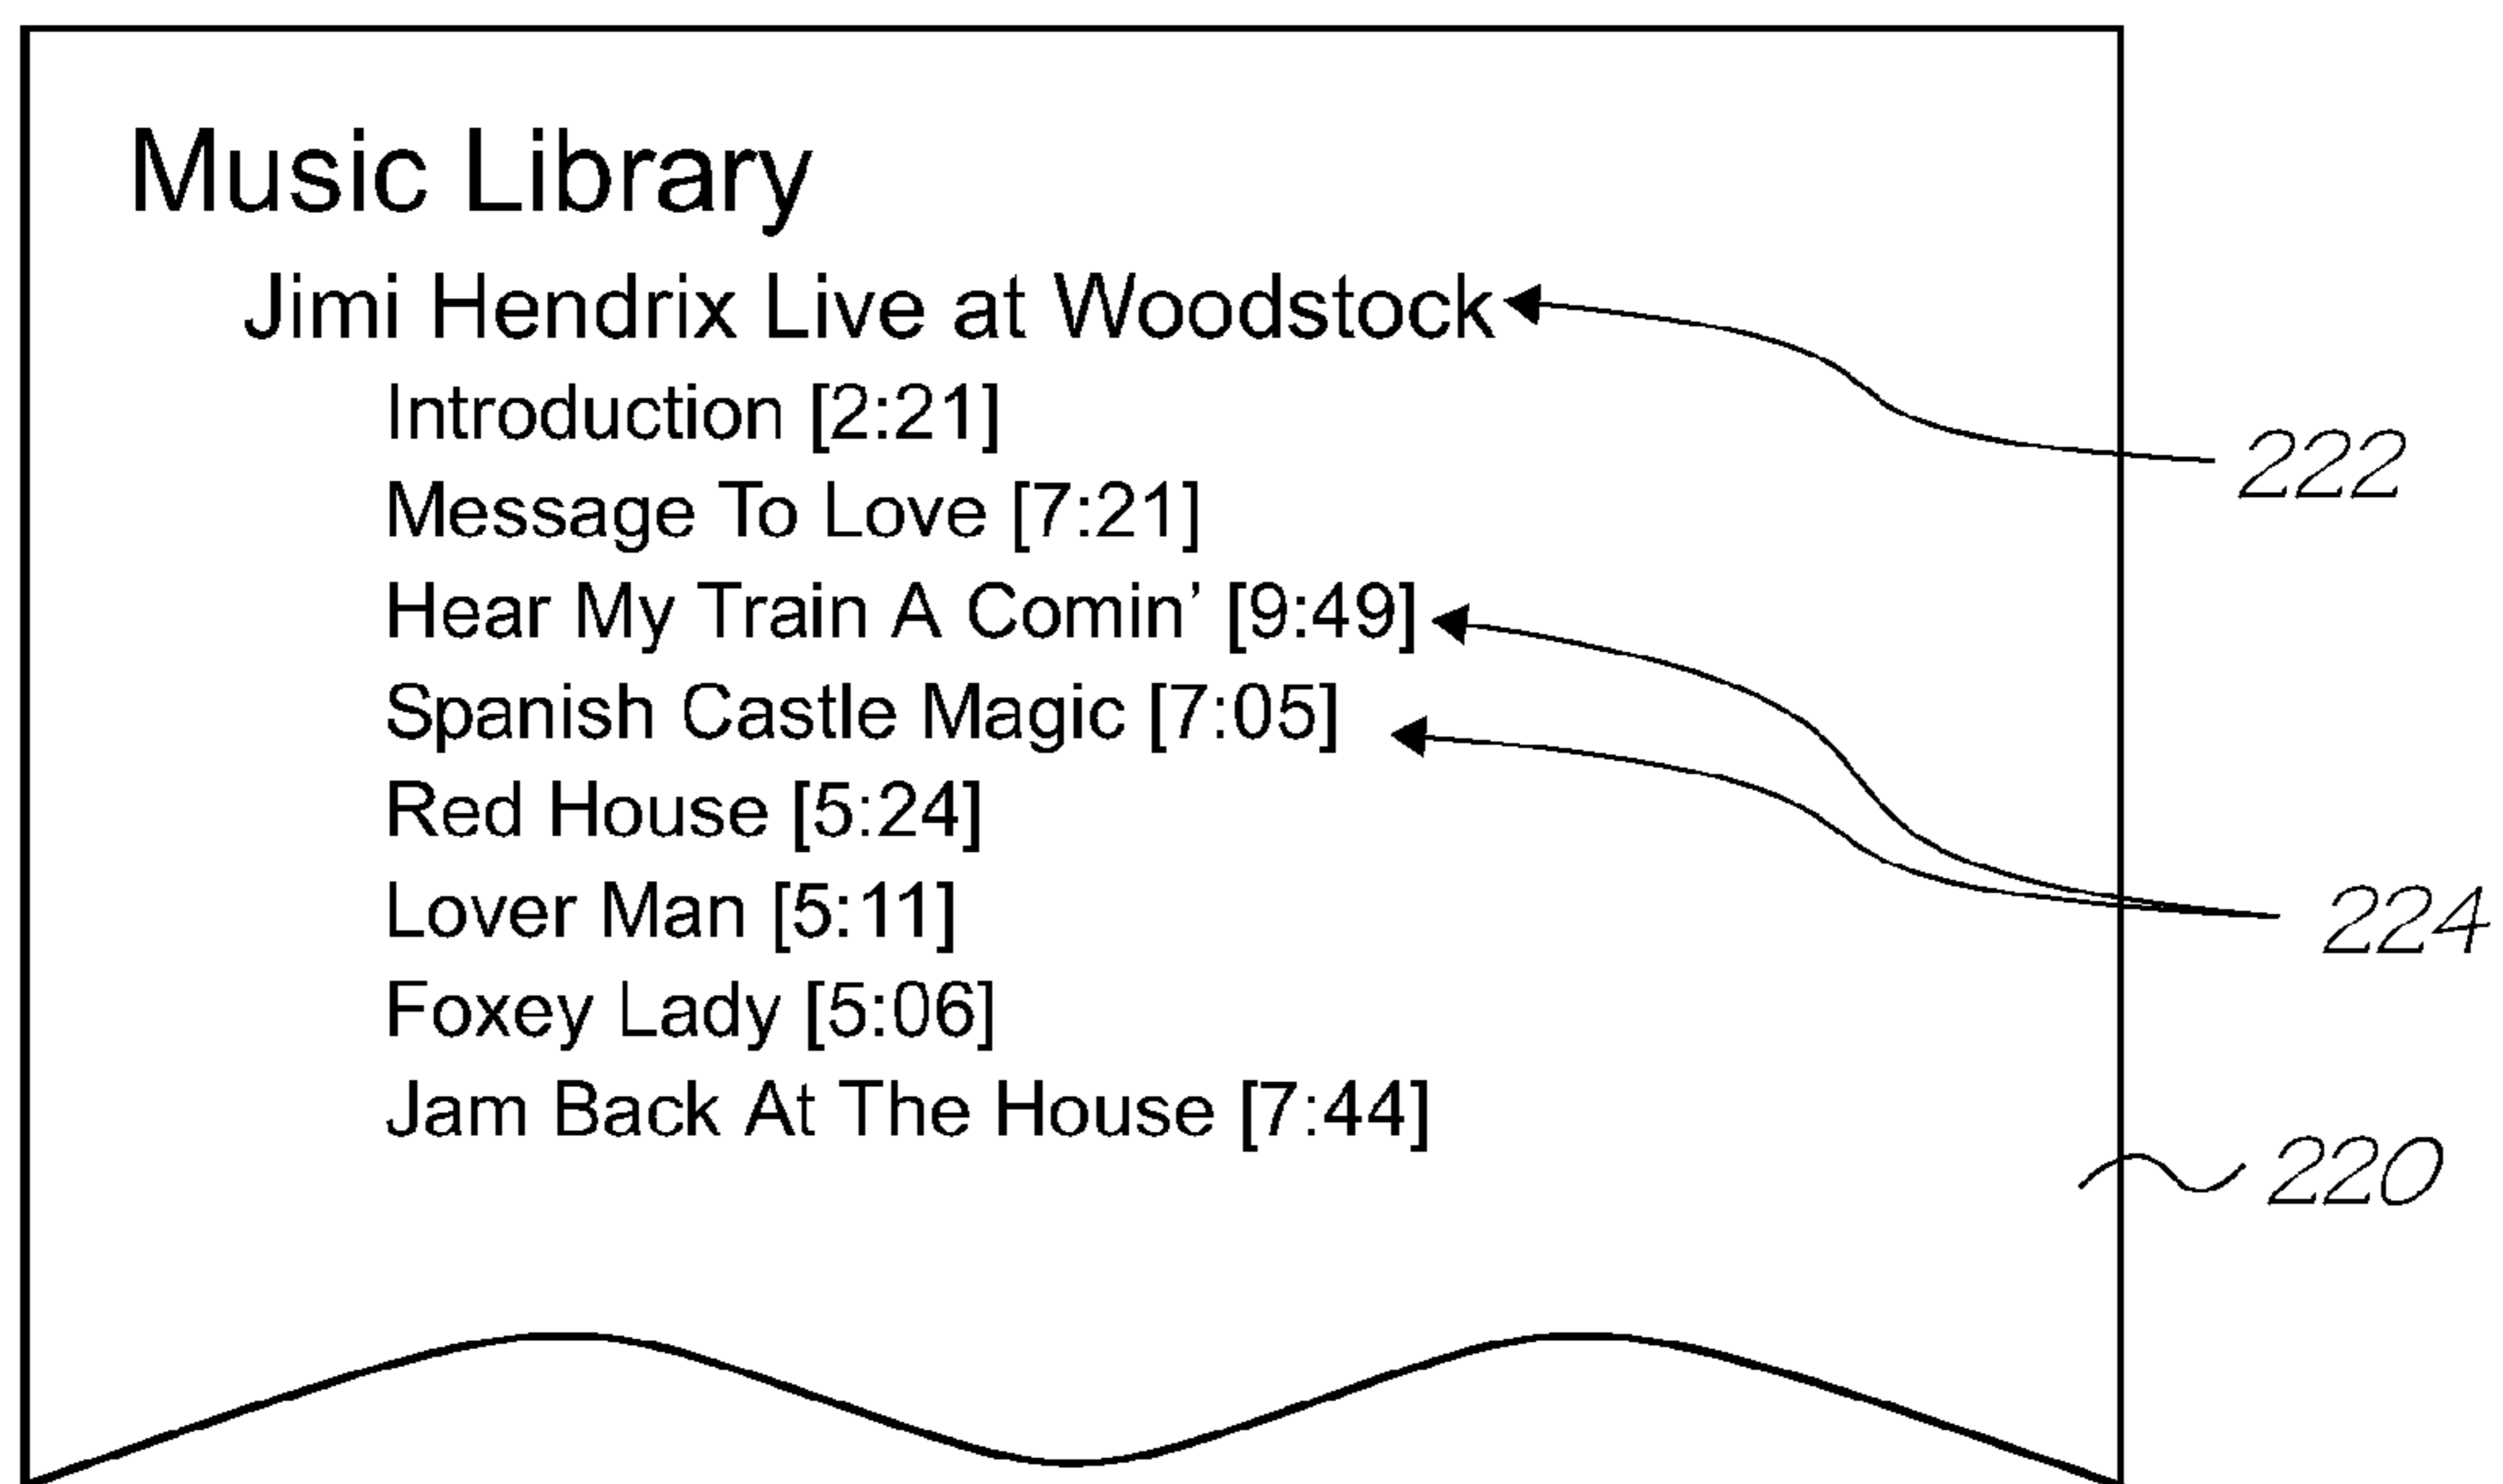 Music Library
Jimi Hendrix Live at Woodstock
Introduction [2:21]
222
Message To Love [7:21]
Hear My Train A Comin’ [9:49]
Spanish Castle Magic [7:05]
Red House [5:24]
Lover Man [5:11]
224
Foxey Lady [5:06]
Jam Back At The House [7:44]
220